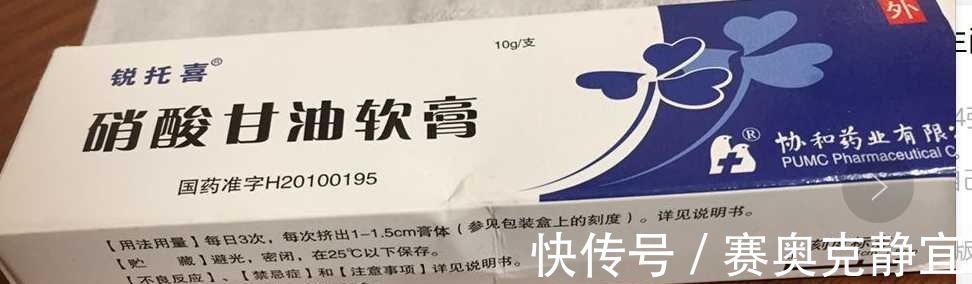 外
10g/支
锐托喜®
硝酸甘油软膏
国药准字H20100195
® 协和药业有限
PUMC Pharmaceutical C
【用法用量】每日3次，每次挤出1-1.5cm膏体（参见包装盒上的刻度）。详见说明书。
【贮 藏】避光，密闭，在25℃以下保存。
【不良反应】、【禁忌症】和【注意事项】详见说明书。
快传号 / 赛奥克静宜
版